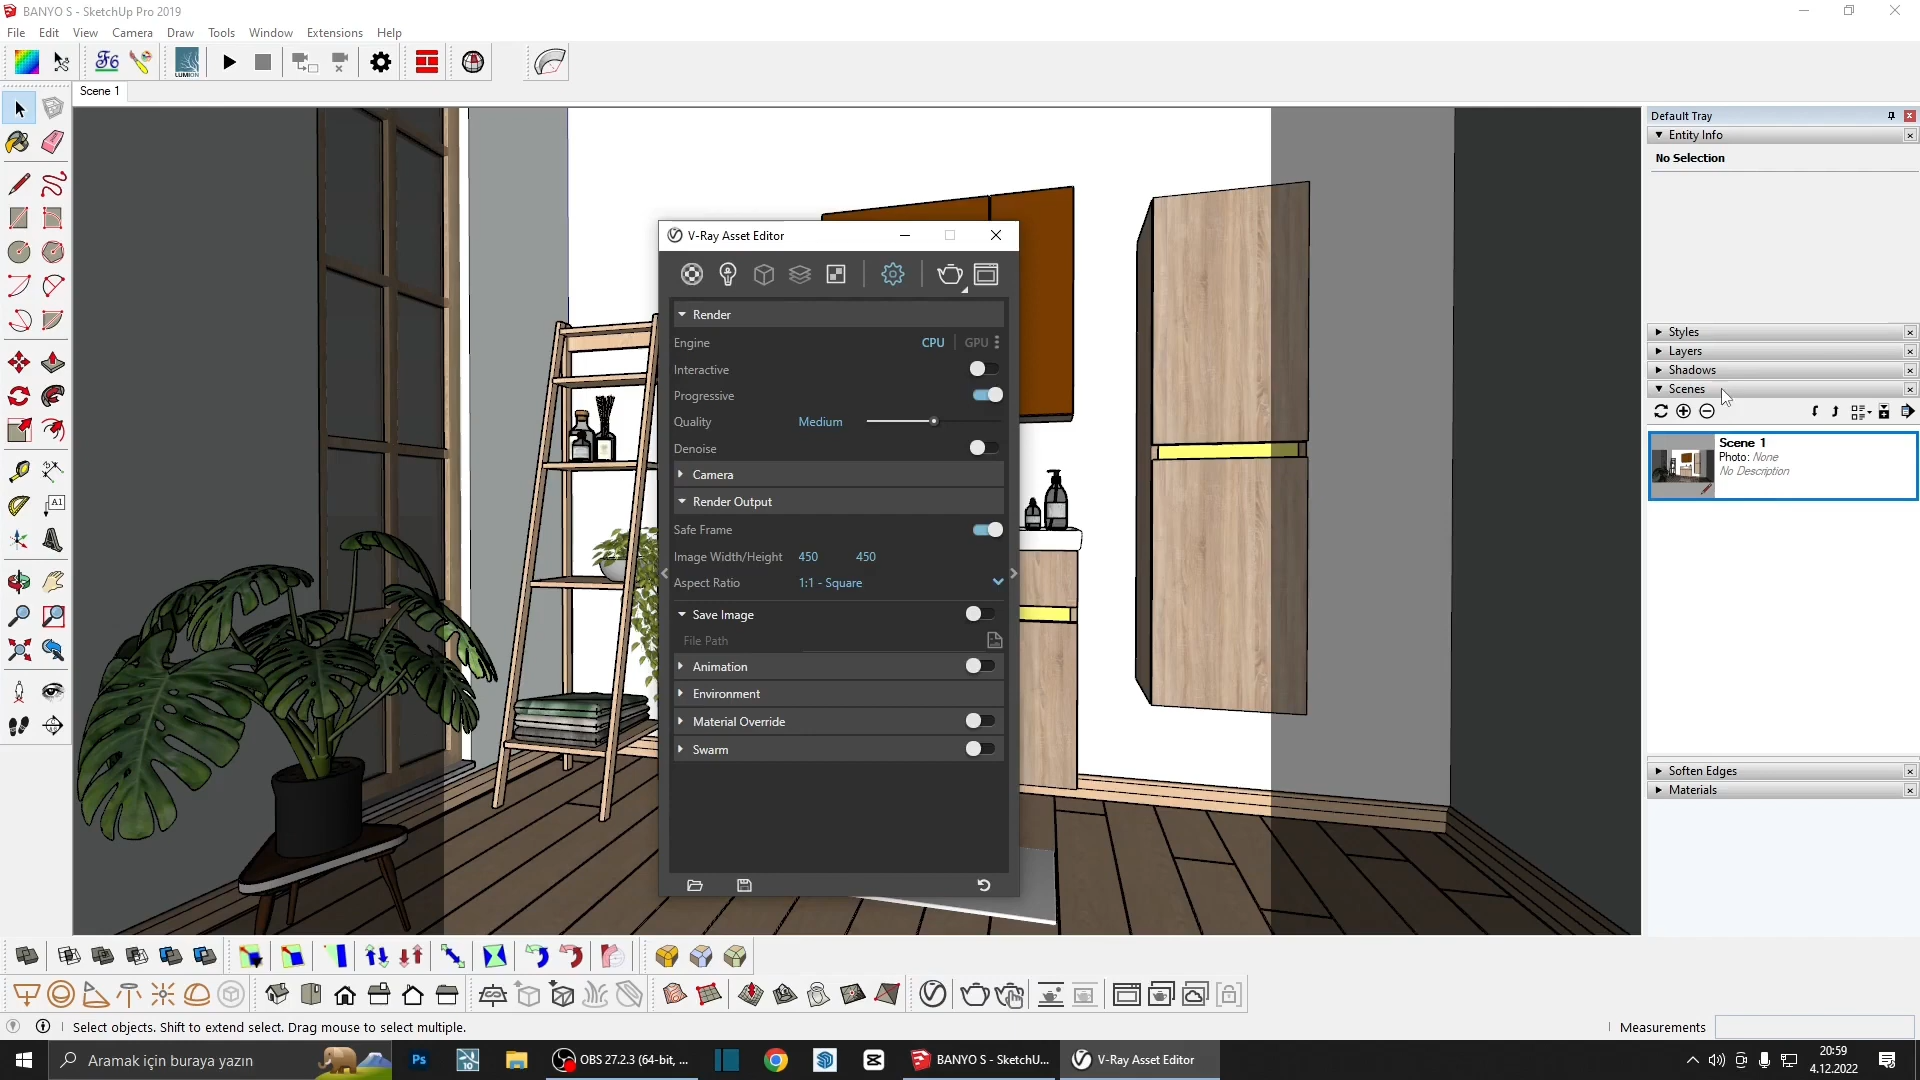 BANYO S - SketchUp Pro 2019
File Edit View Camera Draw Tools Window Extensions Help
LUMION
Scene 1
Default Tray
Entity Info
No Selection
V-Ray Asset Editor
Render
Engine CPU GPU
Interactive
Progressive
Quality Medium
Denoise
Camera
Render Output
Safe Frame
Image Width/Height 450 450
Aspect Ratio 1:1 - Square
Save Image
File Path
Animation
Environment
Material Override
Swarm
Styles
Layers
Shadows
Scenes
Scene 1
Photo: None
No Description
Soften Edges
Materials
Select objects. Shift to extend select. Drag mouse to select multiple.
Measurements
Aramak için buraya yazın
Ps
10
OBS 27.2.3 (64-bit, ...
BANYO S - SketchU...
V-Ray Asset Editor
20:59
4.12.2022